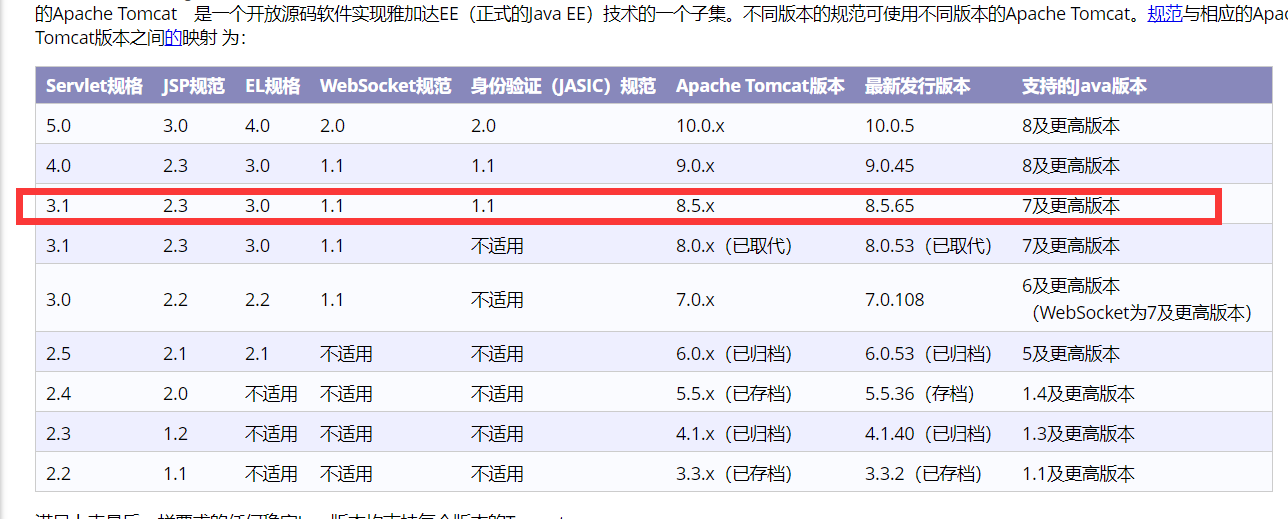 的Apache Tomcat 是一个开放源码软件实现雅加达EE（正式的Java EE）技术的一个子集。不同版本的规范可使用不同版本的Apache Tomcat。规范与相应的Apac
Tomcat版本之间的映射 为：
Servlet规格 JSP规范 EL规格 WebSocket规范 身份验证（JASIC）规范 Apache Tomcat版本 最新发行版本 支持的Java版本
5.0 3.0 4.0 2.0 2.0 10.0.x 10.0.5 8及更高版本
4.0 2.3 3.0 1.1 1.1 9.0.x 9.0.45 8及更高版本
3.1 2.3 3.0 1.1 1.1 8.5.x 8.5.65 7及更高版本
3.1 2.3 3.0 1.1 不适用 8.0.x（已取代） 8.0.53（已取代） 7及更高版本
3.0 2.2 2.2 1.1 不适用 7.0.x 7.0.108 6及更高版本
（WebSocket为7及更高版本）
2.5 2.1 2.1 不适用 不适用 6.0.x（已归档） 6.0.53（已归档） 5及更高版本
2.4 2.0 不适用 不适用 不适用 5.5.x（已存档） 5.5.36（存档） 1.4及更高版本
2.3 1.2 不适用 不适用 不适用 4.1.x（已归档） 4.1.40（已归档） 1.3及更高版本
2.2 1.1 不适用 不适用 不适用 3.3.x（已存档） 3.3.2（已存档） 1.1及更高版本